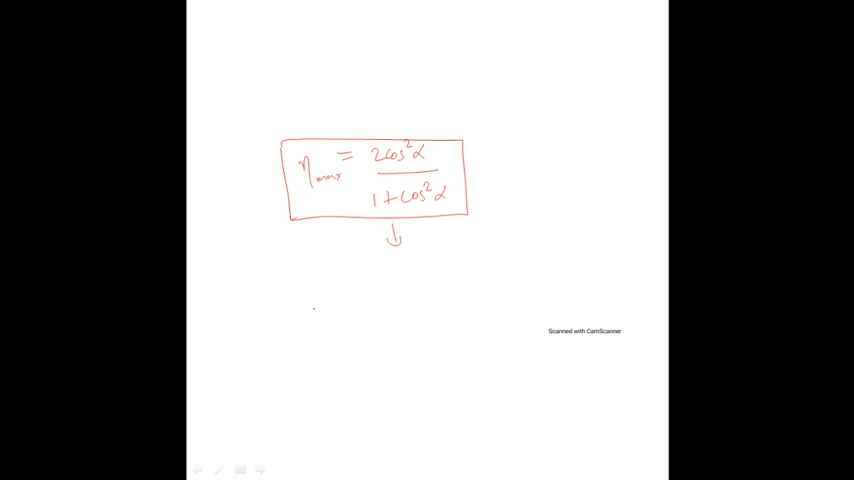 η_max = 2cos²α / 1+cos²α
↓
Scanned with CamScanner